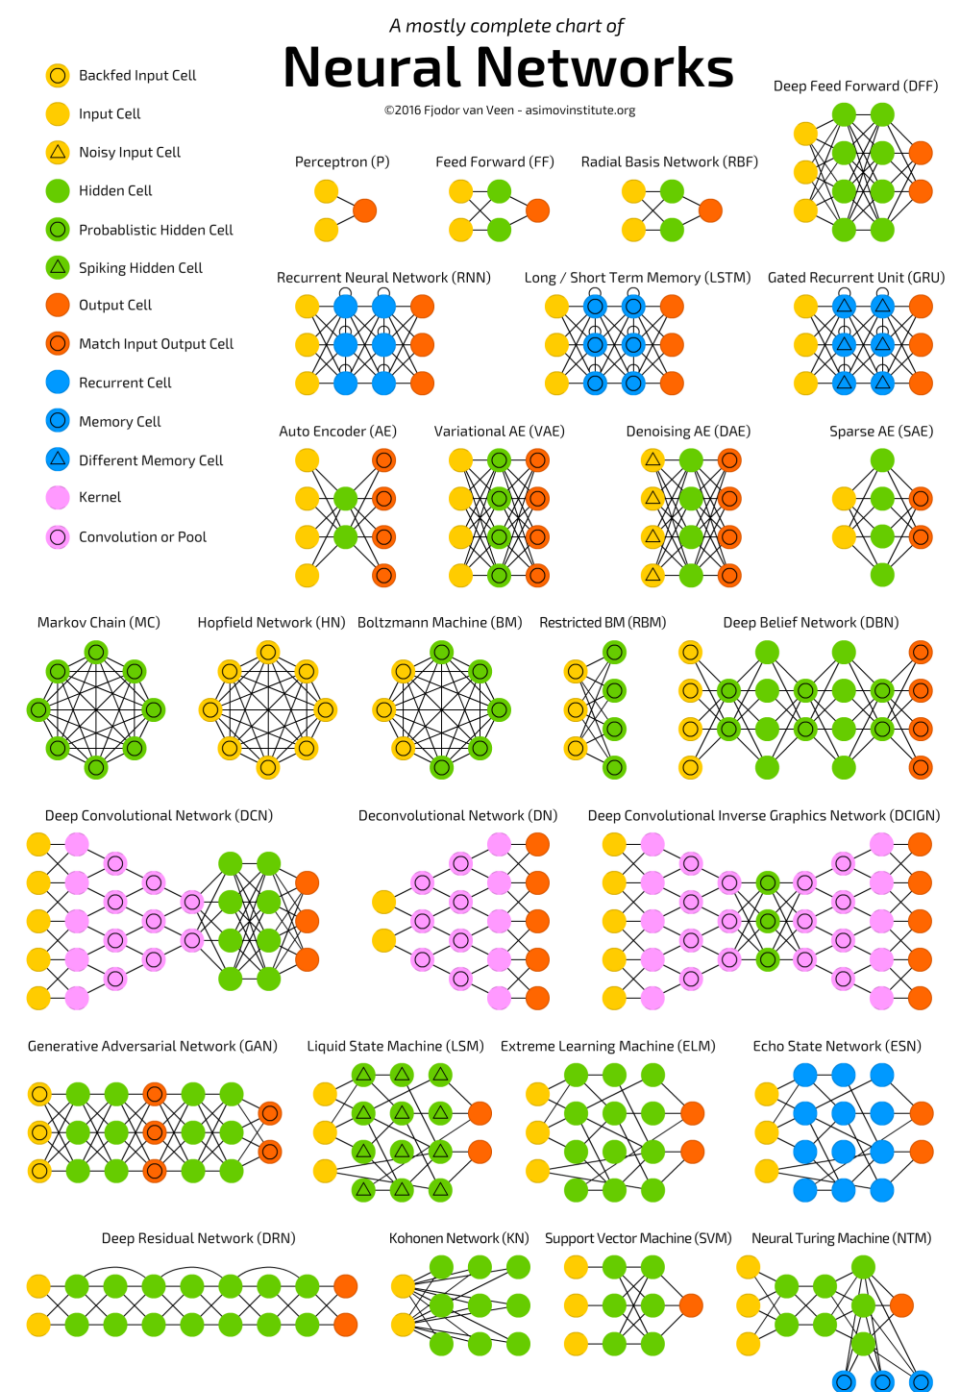 A mostly complete chart of
Neural Networks
©2016 Fjodor van Veen - asimovinstitute.org
Backfed Input Cell
Input Cell
Noisy Input Cell
Hidden Cell
Probablistic Hidden Cell
Spiking Hidden Cell
Output Cell
Match Input Output Cell
Recurrent Cell
Memory Cell
Different Memory Cell
Kernel
Convolution or Pool
Deep Feed Forward (DFF)
Perceptron (P)
Feed Forward (FF)
Radial Basis Network (RBF)
Recurrent Neural Network (RNN)
Long / Short Term Memory (LSTM)
Gated Recurrent Unit (GRU)
Auto Encoder (AE)
Variational AE (VAE)
Denoising AE (DAE)
Sparse AE (SAE)
Markov Chain (MC)
Hopfield Network (HN)
Boltzmann Machine (BM)
Restricted BM (RBM)
Deep Belief Network (DBN)
Deep Convolutional Network (DCN)
Deconvolutional Network (DN)
Deep Convolutional Inverse Graphics Network (DCIGN)
Generative Adversarial Network (GAN)
Liquid State Machine (LSM)
Extreme Learning Machine (ELM)
Echo State Network (ESN)
Deep Residual Network (DRN)
Kohonen Network (KN)
Support Vector Machine (SVM)
Neural Turing Machine (NTM)